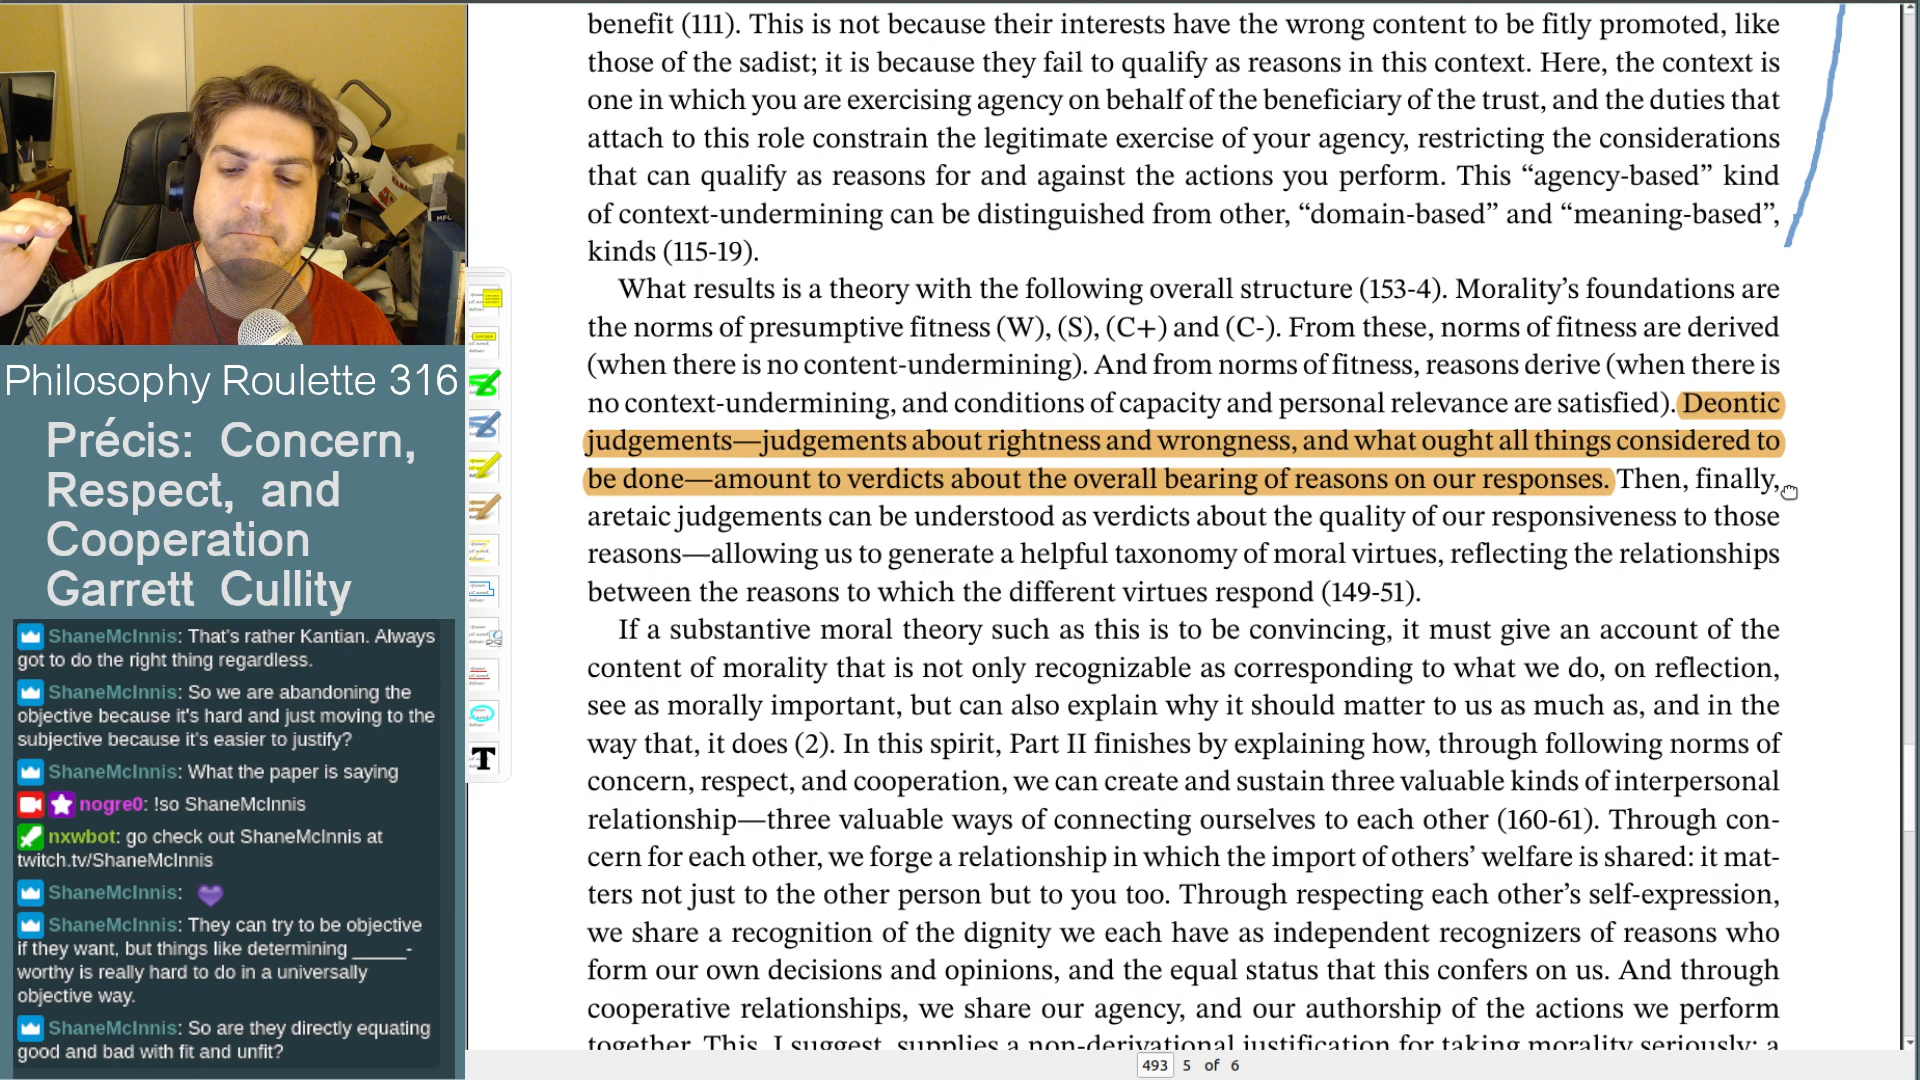 benefit (111). This is not because their interests have the wrong content to be fitly promoted, like
those of the sadist; it is because they fail to qualify as reasons in this context. Here, the context is
one in which you are exercising agency on behalf of the beneficiary of the trust, and the duties that
attach to this role constrain the legitimate exercise of your agency, restricting the considerations
that can qualify as reasons for and against the actions you perform. This “agency-based” kind
of context-undermining can be distinguished from other, “domain-based” and “meaning-based”,
kinds (115-19).
What results is a theory with the following overall structure (153-4). Morality’s foundations are
the norms of presumptive fitness (W), (S), (C+) and (C-). From these, norms of fitness are derived
(when there is no content-undermining). And from norms of fitness, reasons derive (when there is
no context-undermining, and conditions of capacity and personal relevance are satisfied). Deontic
judgements—judgements about rightness and wrongness, and what ought all things considered to
be done—amount to verdicts about the overall bearing of reasons on our responses. Then, finally,
aretaic judgements can be understood as verdicts about the quality of our responsiveness to those
reasons—allowing us to generate a helpful taxonomy of moral virtues, reflecting the relationships
between the reasons to which the different virtues respond (149-51).
If a substantive moral theory such as this is to be convincing, it must give an account of the
content of morality that is not only recognizable as corresponding to what we do, on reflection,
see as morally important, but can also explain why it should matter to us as much as, and in the
way that, it does (2). In this spirit, Part II finishes by explaining how, through following norms of
concern, respect, and cooperation, we can create and sustain three valuable kinds of interpersonal
relationship—three valuable ways of connecting ourselves to each other (160-61). Through con-
cern for each other, we forge a relationship in which the import of others’ welfare is shared: it mat-
ters not just to the other person but to you too. Through respecting each other’s self-expression,
we share a recognition of the dignity we each have as independent recognizers of reasons who
form our own decisions and opinions, and the equal status that this confers on us. And through
cooperative relationships, we share our agency, and our authorship of the actions we perform
together. This, I suggest, supplies a non-derivational justification for taking morality seriously: a
493 5 of 6
T
Philosophy Roulette 316
Précis: Concern,
Respect, and
Cooperation
Garrett Cullity
ShaneMcInnis: That's rather Kantian. Always
got to do the right thing regardless.
ShaneMcInnis: So we are abandoning the
objective because it's hard and just moving to the
subjective because it's easier to justify?
ShaneMcInnis: What the paper is saying
nogre0: !so ShaneMcInnis
nxwbot: go check out ShaneMcInnis at
twitch.tv/ShaneMcInnis
ShaneMcInnis:
ShaneMcInnis: They can try to be objective
if they want, but things like determining _____-
worthy is really hard to do in a universally
objective way.
ShaneMcInnis: So are they directly equating
good and bad with fit and unfit?